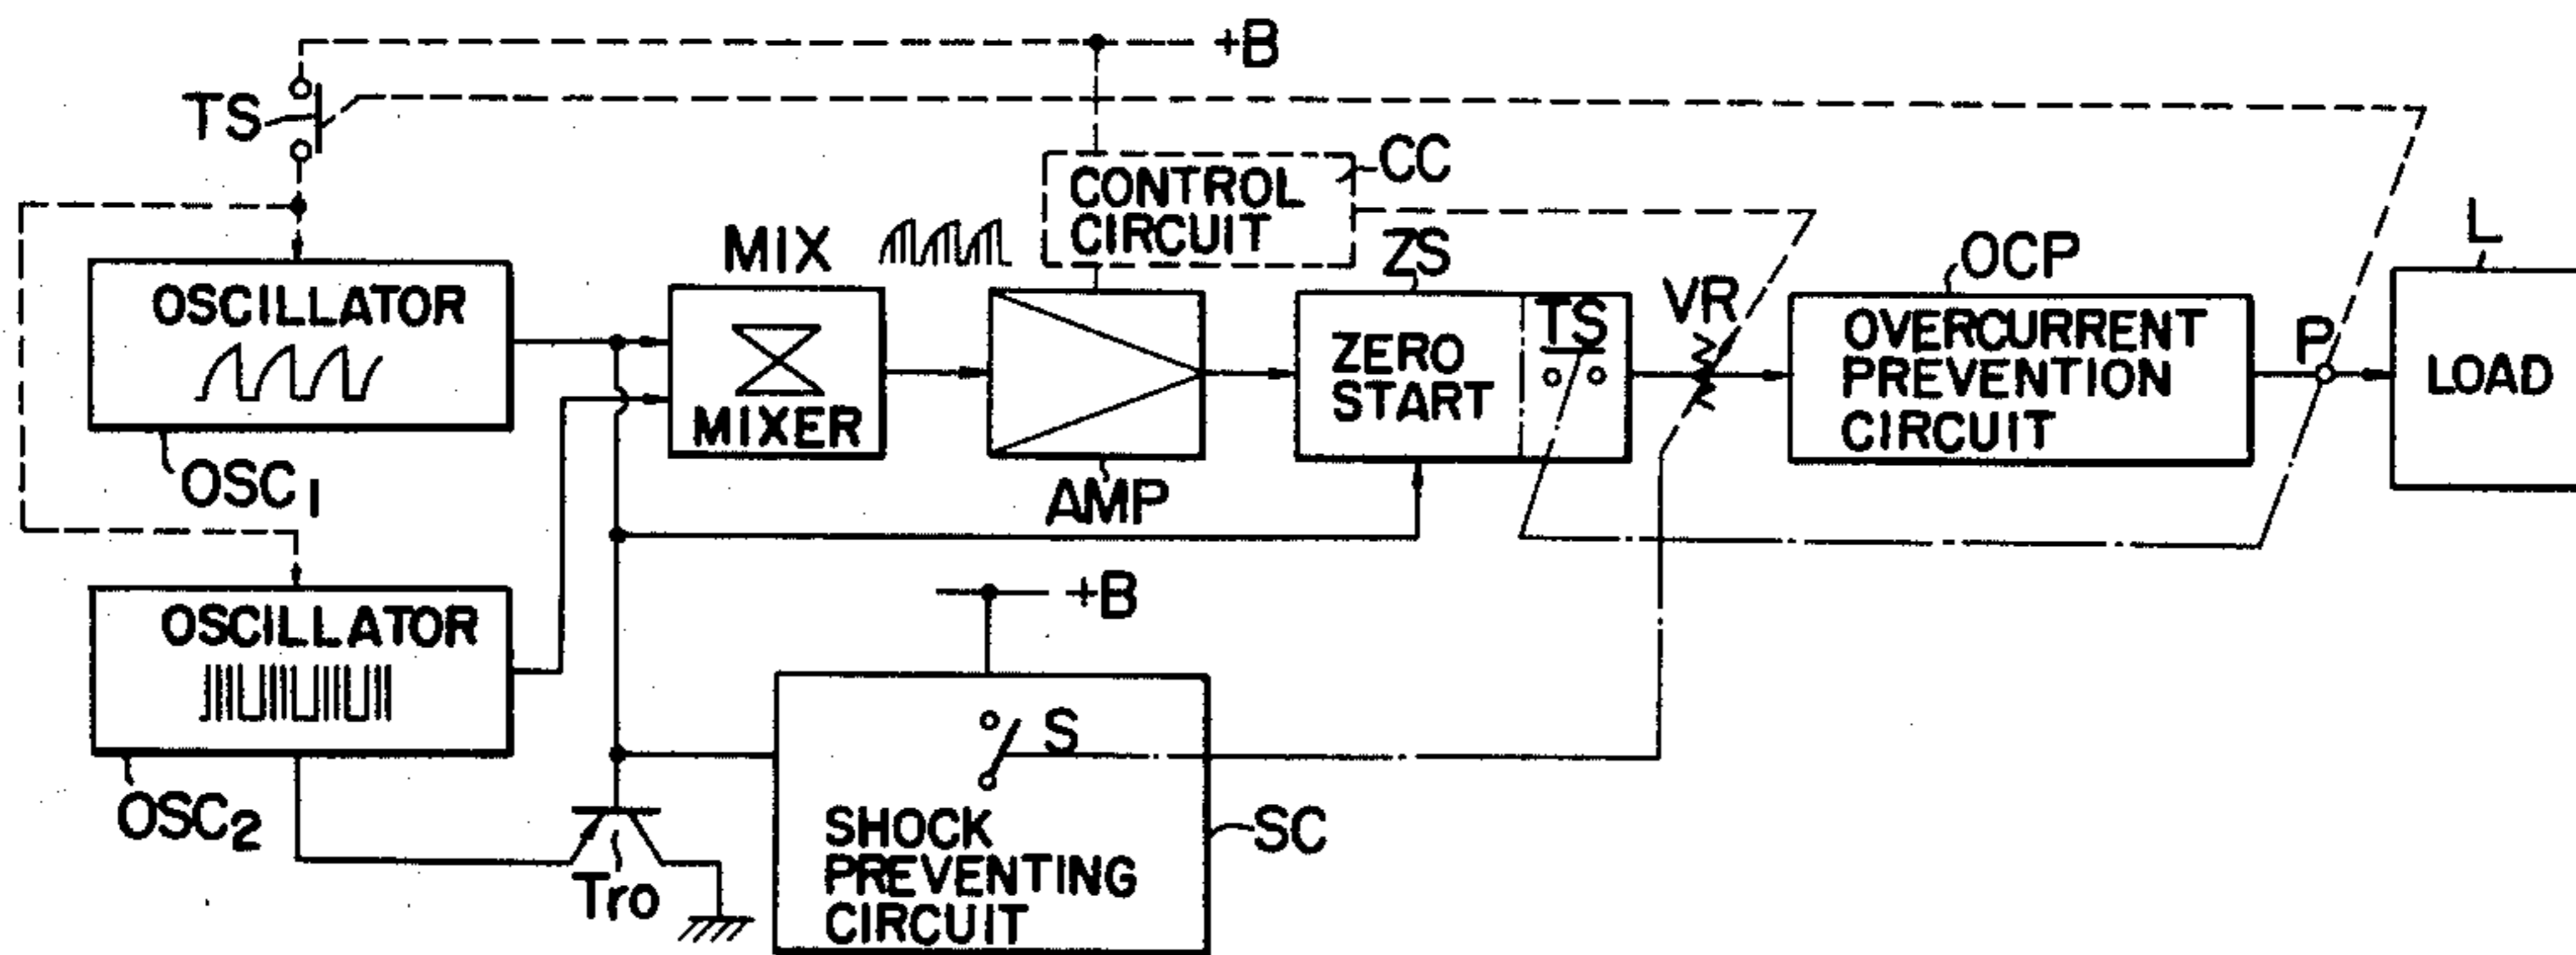 +B
TS
CC
CONTROL
CIRCUIT
MIX
ZS
OCP
L
VR
OSCILLATOR
TS
P
ZERO
START
OVERCURRENT
PREVENTION
CIRCUIT
LOAD
MIXER
OSC1
AMP
+B
OSCILLATOR
S
OSC2
SC
SHOCK
PREVENTING
CIRCUIT
Tro